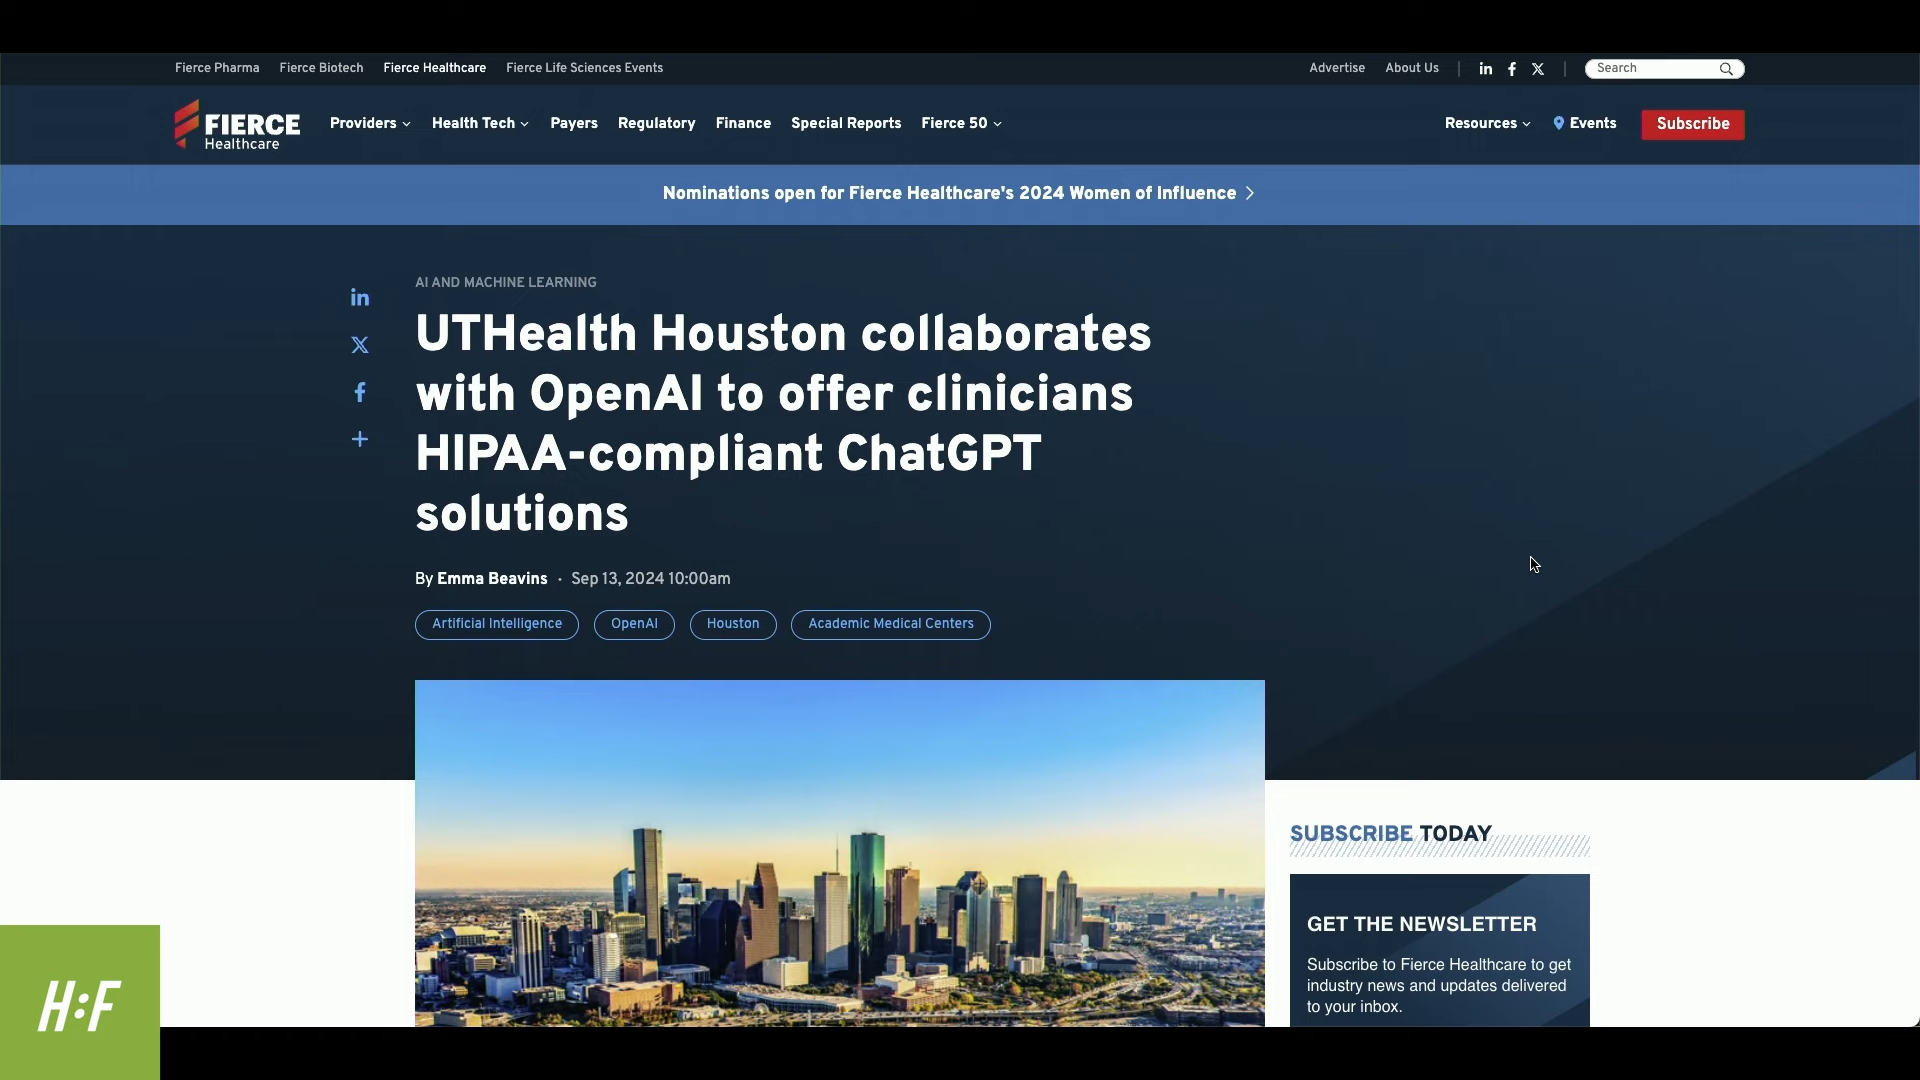 Fierce Pharma Fierce Biotech Fierce Healthcare Fierce Life Sciences Events Advertise About Us Search
FIERCE
Healthcare
Providers Health Tech Payers Regulatory Finance Special Reports Fierce 50 Resources Events Subscribe
Nominations open for Fierce Healthcare's 2024 Women of Influence
AI AND MACHINE LEARNING
UTHealth Houston collaborates
with OpenAI to offer clinicians
HIPAA-compliant ChatGPT
solutions
By Emma Beavins · Sep 13, 2024 10:00am
Artificial Intelligence OpenAI Houston Academic Medical Centers
SUBSCRIBE TODAY
GET THE NEWSLETTER
Subscribe to Fierce Healthcare to get
industry news and updates delivered
to your inbox.
H:F